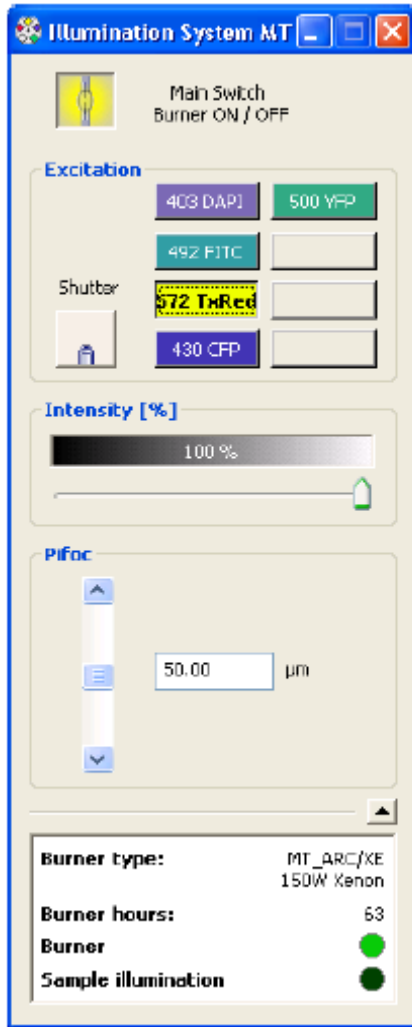 Illumination System MT
Main Switch
Burner ON / OFF
Excitation
403 DAPI
500 YFP
492 FITC
Shutter
572 TxRed
430 CFP
Intensity [%]
100 %
Pifoc
50.00 µm
Burner type: MT_ARC/XE
150W Xenon
Burner hours: 63
Burner
Sample illumination